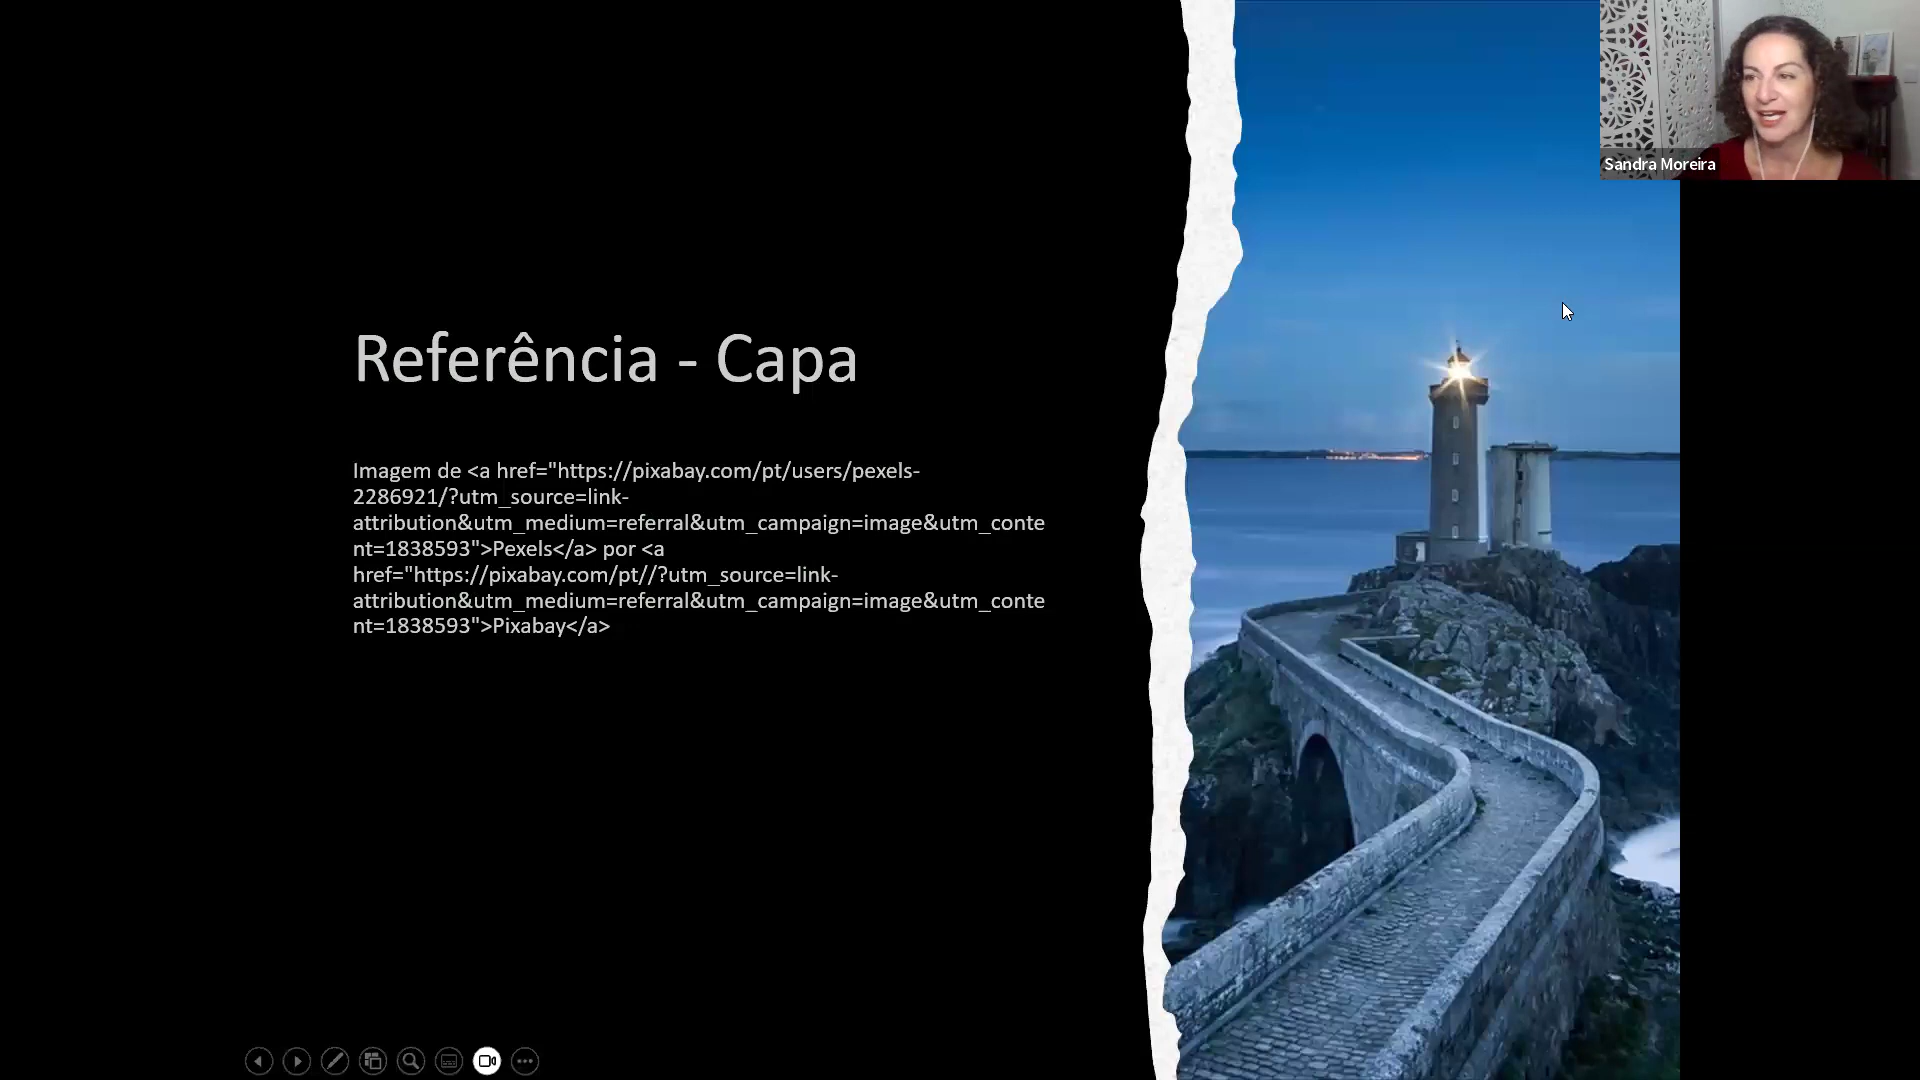 Sandra Moreira
Referência - Capa
Imagem de <a href="https://pixabay.com/pt/users/pexels-
2286921/?utm_source=link-
attribution&utm_medium=referral&utm_campaign=image&utm_conte
nt=1838593">Pexels</a> por <a
href="https://pixabay.com/pt//?utm_source=link-
attribution&utm_medium=referral&utm_campaign=image&utm_conte
nt=1838593">Pixabay</a>